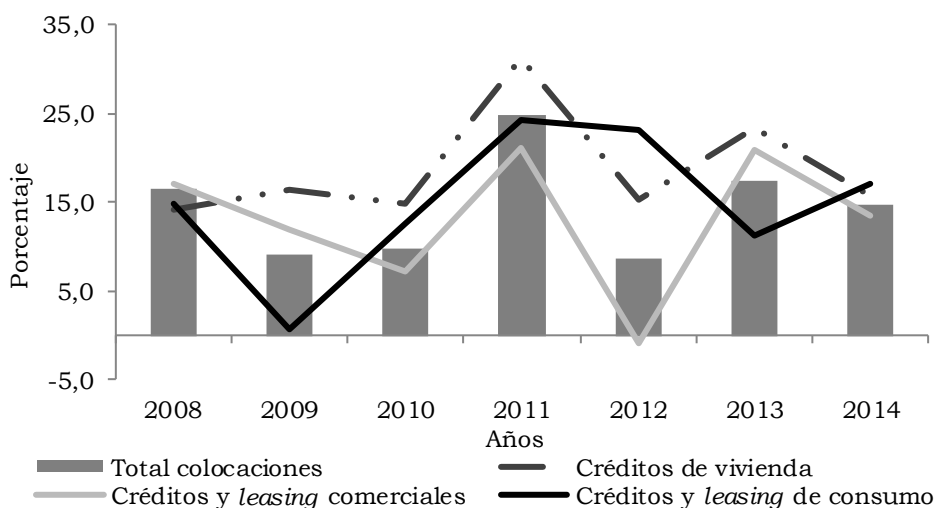 35,0
25,0
15,0
5,0
-5,0
Porcentaje
2008 2009 2010 2011 2012 2013 2014
Años
Total colocaciones Créditos de vivienda
Créditos y leasing comerciales Créditos y leasing de consumo